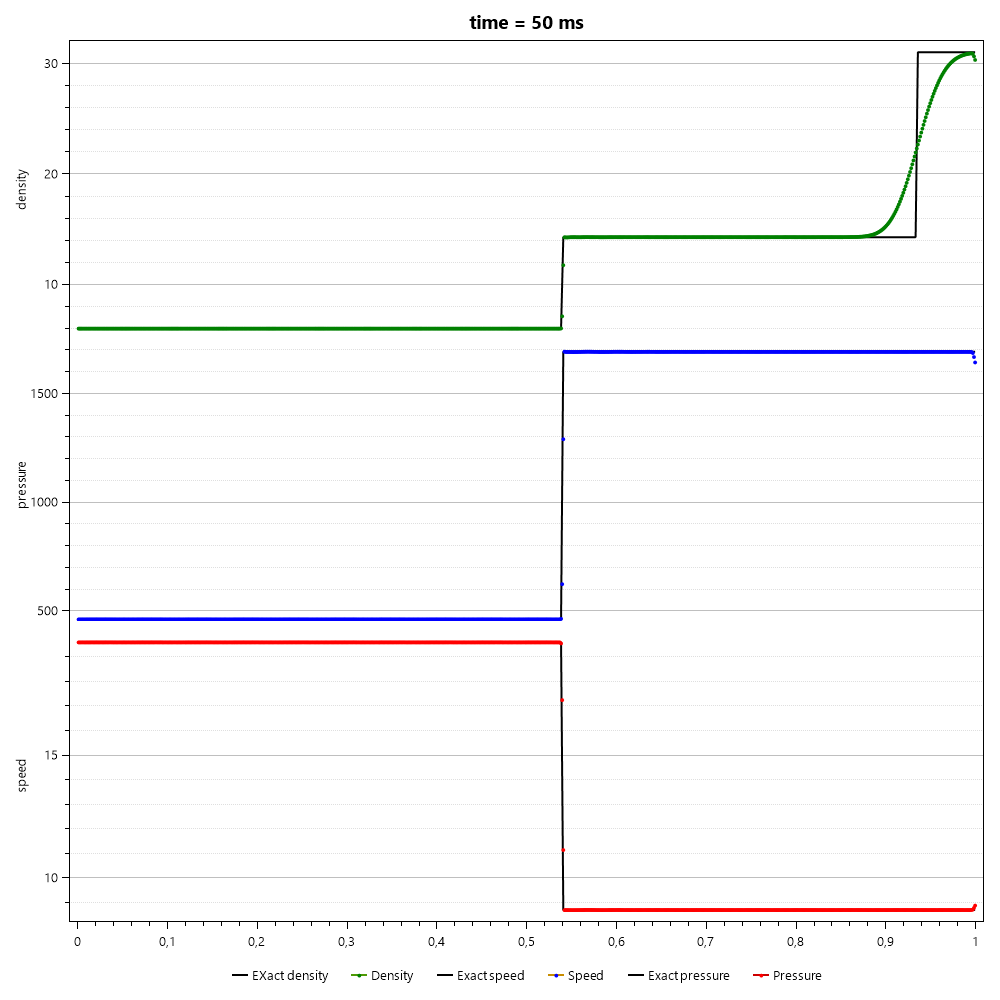 time = 50 ms
density
30
20
10
pressure
1500
1000
500
speed
15
10
0 0,1 0,2 0,3 0,4 0,5 0,6 0,7 0,8 0,9 1
EXact density Density Exact speed Speed Exact pressure Pressure